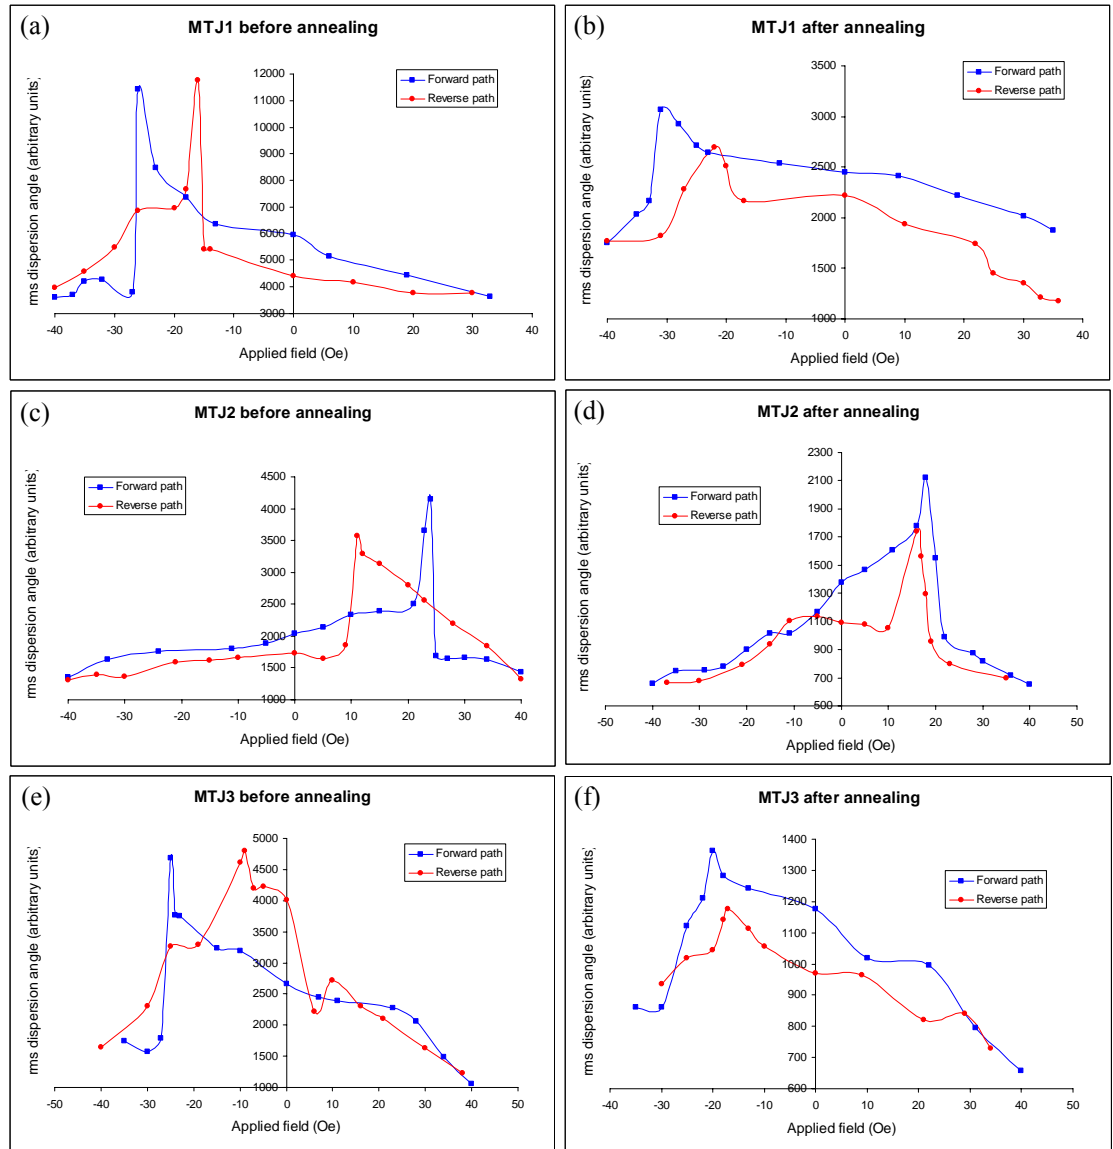 (a)
MTJ1 before annealing
rms dispersion angle (arbitrary units)
12000
11000
10000
9000
8000
7000
6000
5000
4000
3000
-40 -30 -20 -10 0 10 20 30 40
Applied field (Oe)
Forward path
Reverse path
(b)
MTJ1 after annealing
rms dispersion angle (arbitrary units)
3500
3000
2500
2000
1500
1000
-40 -30 -20 -10 0 10 20 30 40
Applied field (Oe)
Forward path
Reverse path
(c)
MTJ2 before annealing
rms dispersion angle (arbitrary units)
4500
4000
3500
3000
2500
2000
1500
1000
-40 -30 -20 -10 0 10 20 30 40
Applied field (Oe)
Forward path
Reverse path
(d)
MTJ2 after annealing
rms dispersion angle (arbitrary units)
2300
2100
1900
1700
1500
1300
1100
900
700
500
-50 -40 -30 -20 -10 0 10 20 30 40 50
Applied field (Oe)
Forward path
Reverse path
(e)
MTJ3 before annealing
rms dispersion angle (arbitrary units)
5000
4500
4000
3500
3000
2500
2000
1500
1000
-50 -40 -30 -20 -10 0 10 20 30 40 50
Applied field (Oe)
Forward path
Reverse path
(f)
MTJ3 after annealing
rms dispersion angle (arbitrary units)
1400
1300
1200
1100
1000
900
800
700
600
-40 -30 -20 -10 0 10 20 30 40 50
Applied field (Oe)
Forward path
Reverse path